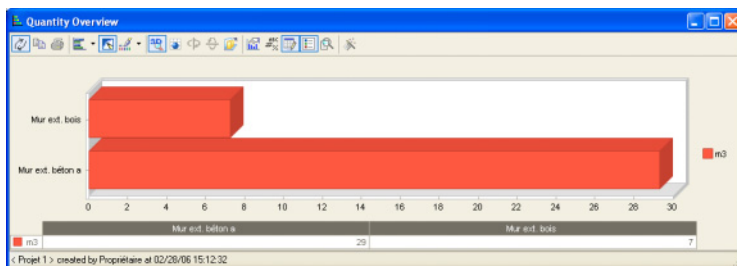 Quantity Overview
Mur ext. bois
Mur ext. béton a
m3
0 2 4 6 8 10 12 14 16 18 20 22 24 26 28 30
Mur ext. béton a Mur ext. bois
m3 29 7
< Projet 1 > created by Propriétaire at 02/28/06 15:12:32